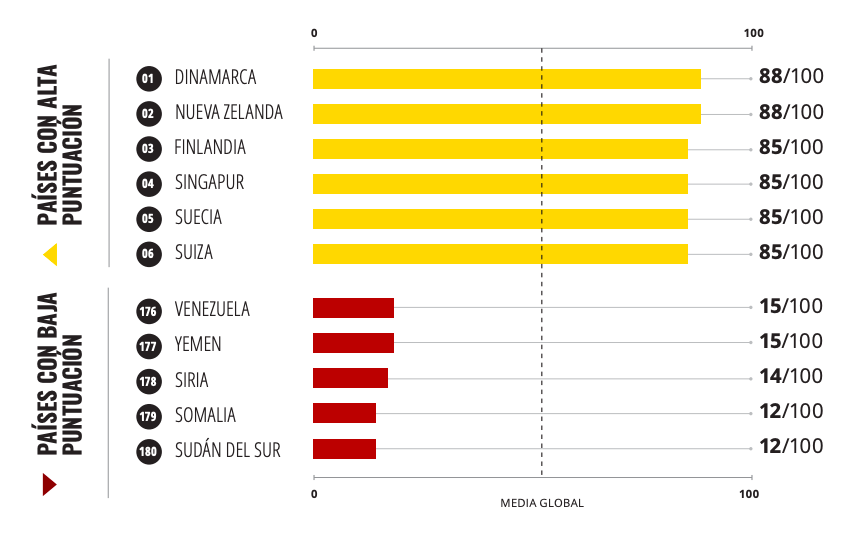 0 100
PAÍSES CON ALTA
PUNTUACIÓN
01 DINAMARCA 88/100
02 NUEVA ZELANDA 88/100
03 FINLANDIA 85/100
04 SINGAPUR 85/100
05 SUECIA 85/100
06 SUIZA 85/100
PAÍSES CON BAJA
PUNTUACIÓN
176 VENEZUELA 15/100
177 YEMEN 15/100
178 SIRIA 14/100
179 SOMALIA 12/100
180 SUDÁN DEL SUR 12/100
0 100
MEDIA GLOBAL